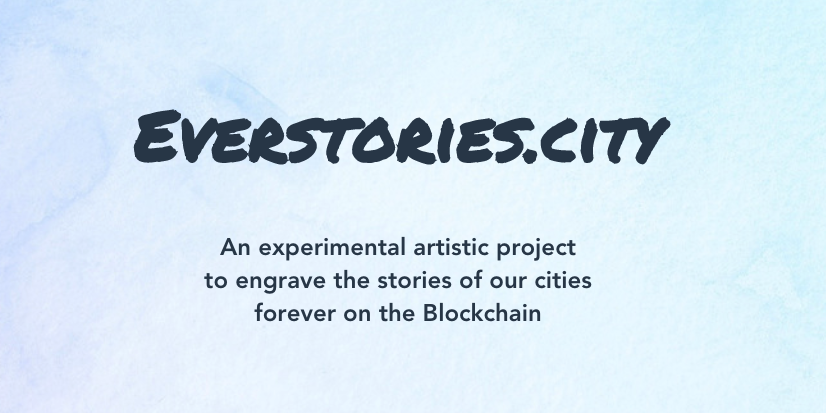 Everstories.city
An experimental artistic project
to engrave the stories of our cities
forever on the Blockchain